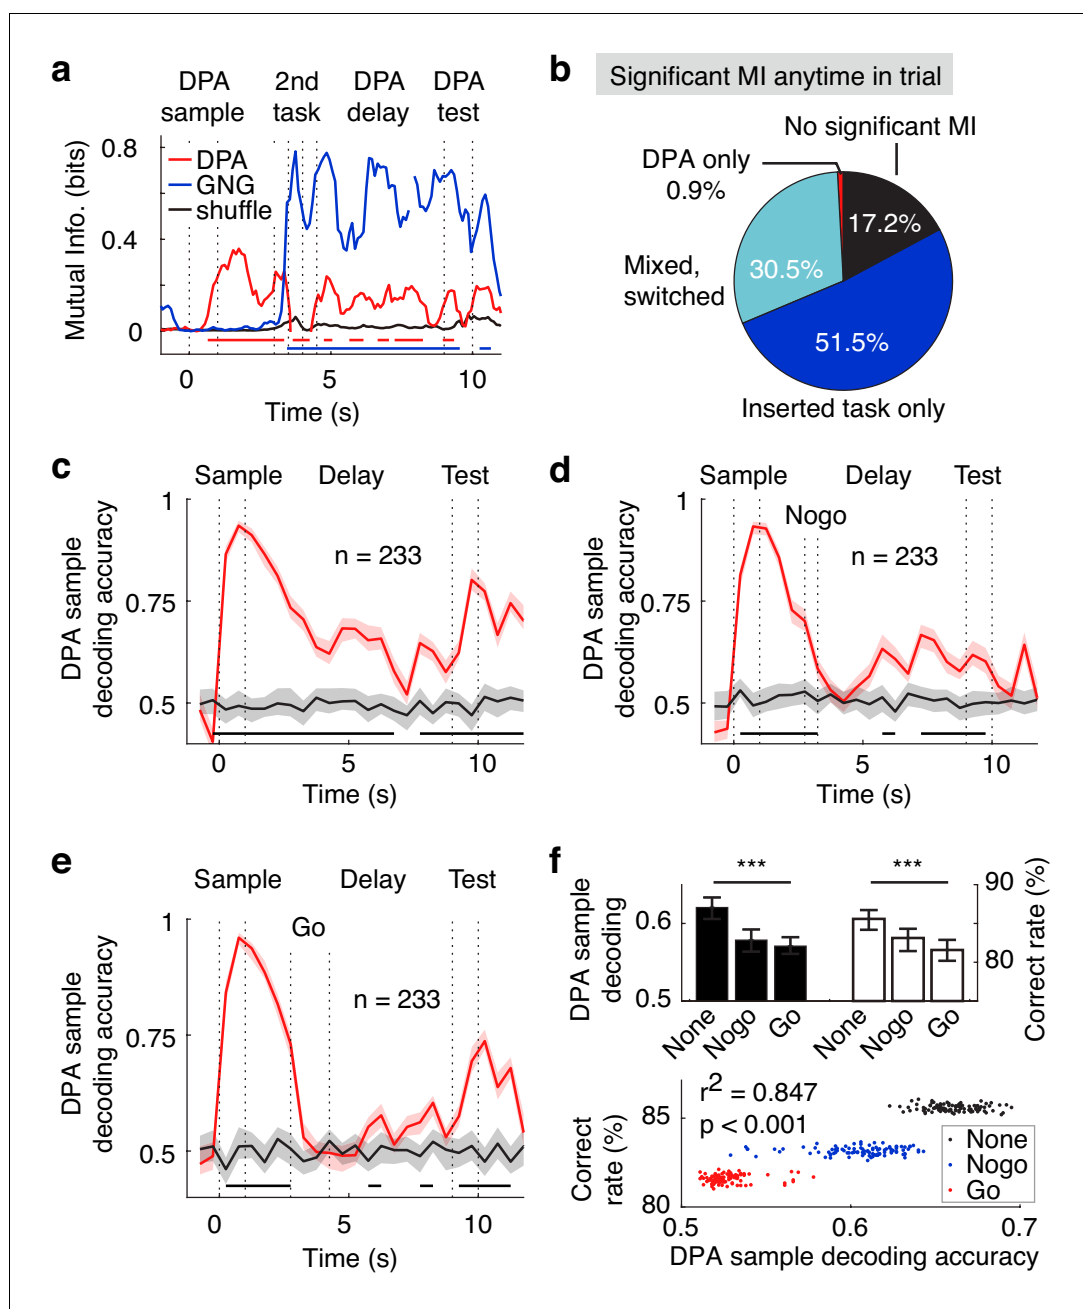 a
DPA
sample
2nd
task
DPA
delay
DPA
test
0.8
0.4
0
Mutual Info. (bits)
DPA
GNG
shuffle
0
5
10
Time (s)
b
Significant MI anytime in trial
No significant MI
DPA only
0.9%
17.2%
Mixed,
switched
30.5%
51.5%
Inserted task only
c
Sample
Delay
Test
1
0.75
0.5
DPA sample
decoding accuracy
n = 233
0
5
10
Time (s)
d
Sample
Delay
Test
1
0.75
0.5
DPA sample
decoding accuracy
Nogo
n = 233
0
5
10
Time (s)
e
Sample
Delay
Test
1
0.75
0.5
DPA sample
decoding accuracy
Go
n = 233
0
5
10
Time (s)
f
DPA sample
decoding
0.6
0.5
***
***
90
80
Correct rate (%)
None
Nogo
Go
None
Nogo
Go
Correct
rate (%)
85
80
r2 = 0.847
p < 0.001
None
Nogo
Go
0.5
0.6
0.7
DPA sample decoding accuracy